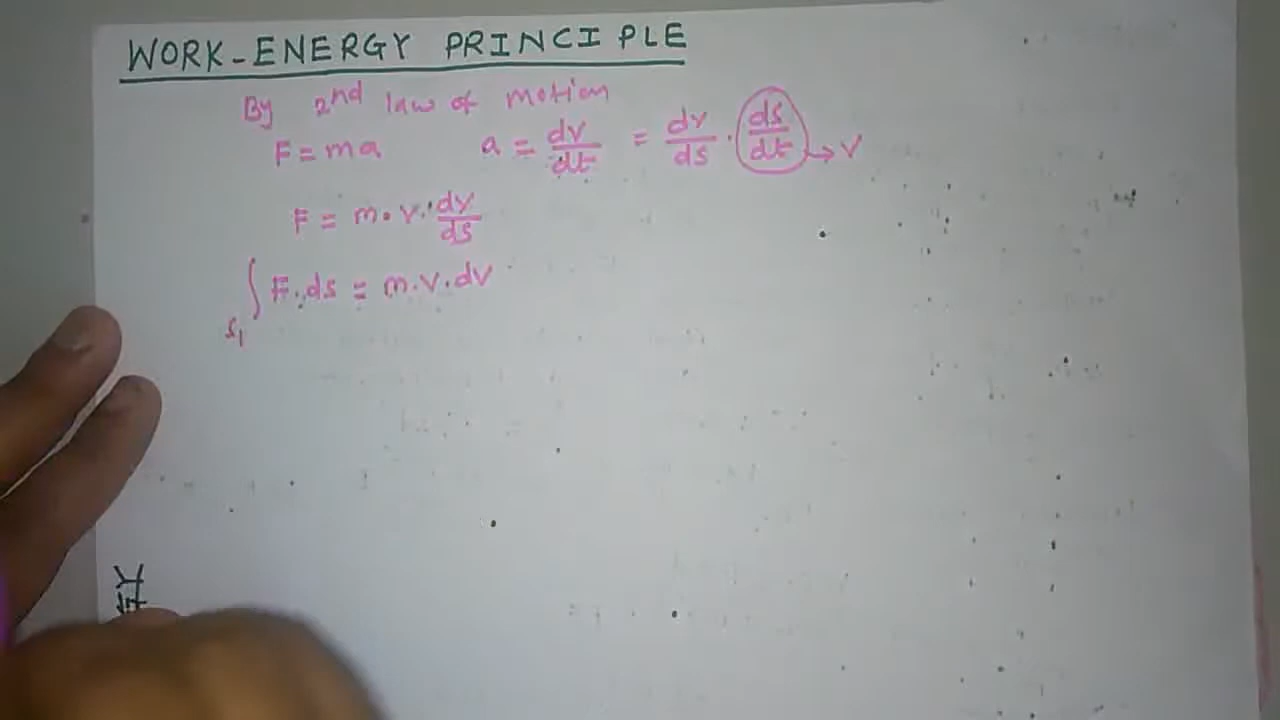 WORK-ENERGY PRINCIPLE
By 2nd law of motion
F = ma a = dv/dt = dv/ds · ds/dt → v
F = m·v·dv/ds
∫ F·ds = m·v·dv
s1